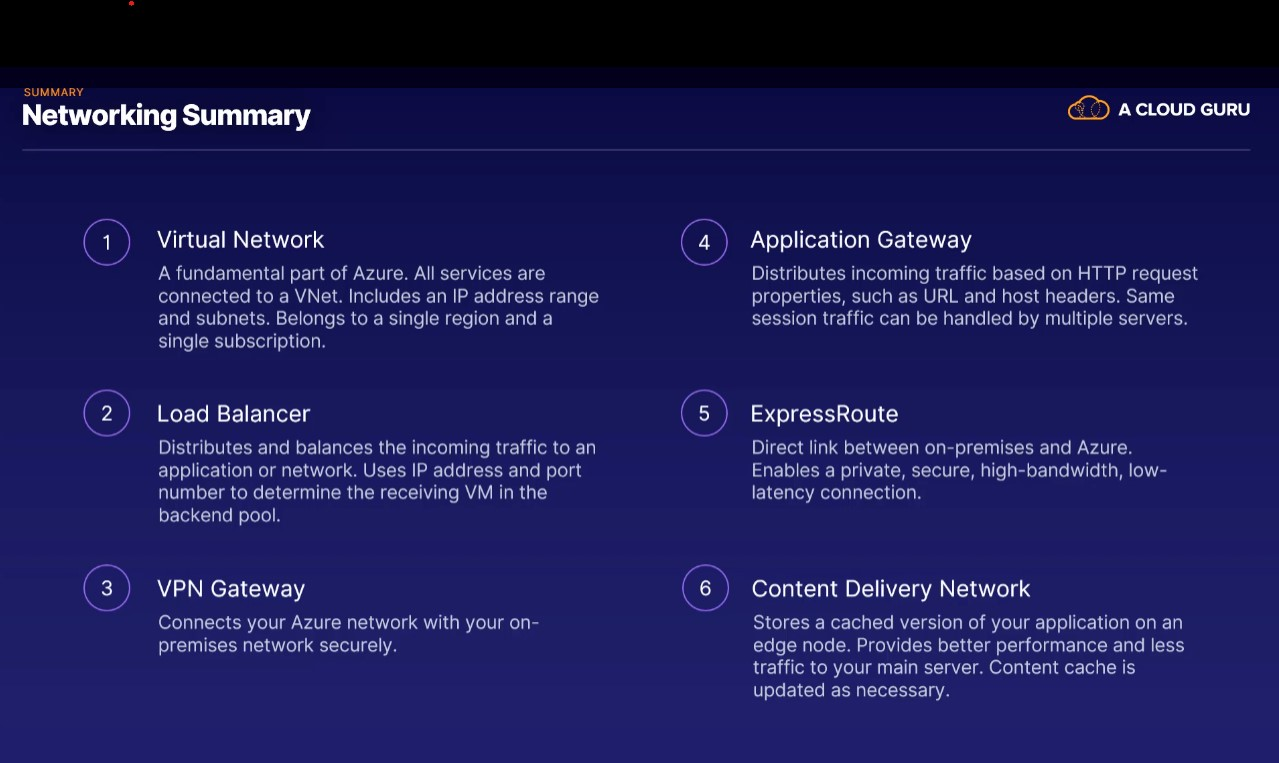 SUMMARY
Networking Summary
A CLOUD GURU
1
Virtual Network
A fundamental part of Azure. All services are
connected to a VNet. Includes an IP address range
and subnets. Belongs to a single region and a
single subscription.
2
Load Balancer
Distributes and balances the incoming traffic to an
application or network. Uses IP address and port
number to determine the receiving VM in the
backend pool.
3
VPN Gateway
Connects your Azure network with your on-
premises network securely.
4
Application Gateway
Distributes incoming traffic based on HTTP request
properties, such as URL and host headers. Same
session traffic can be handled by multiple servers.
5
ExpressRoute
Direct link between on-premises and Azure.
Enables a private, secure, high-bandwidth, low-
latency connection.
6
Content Delivery Network
Stores a cached version of your application on an
edge node. Provides better performance and less
traffic to your main server. Content cache is
updated as necessary.